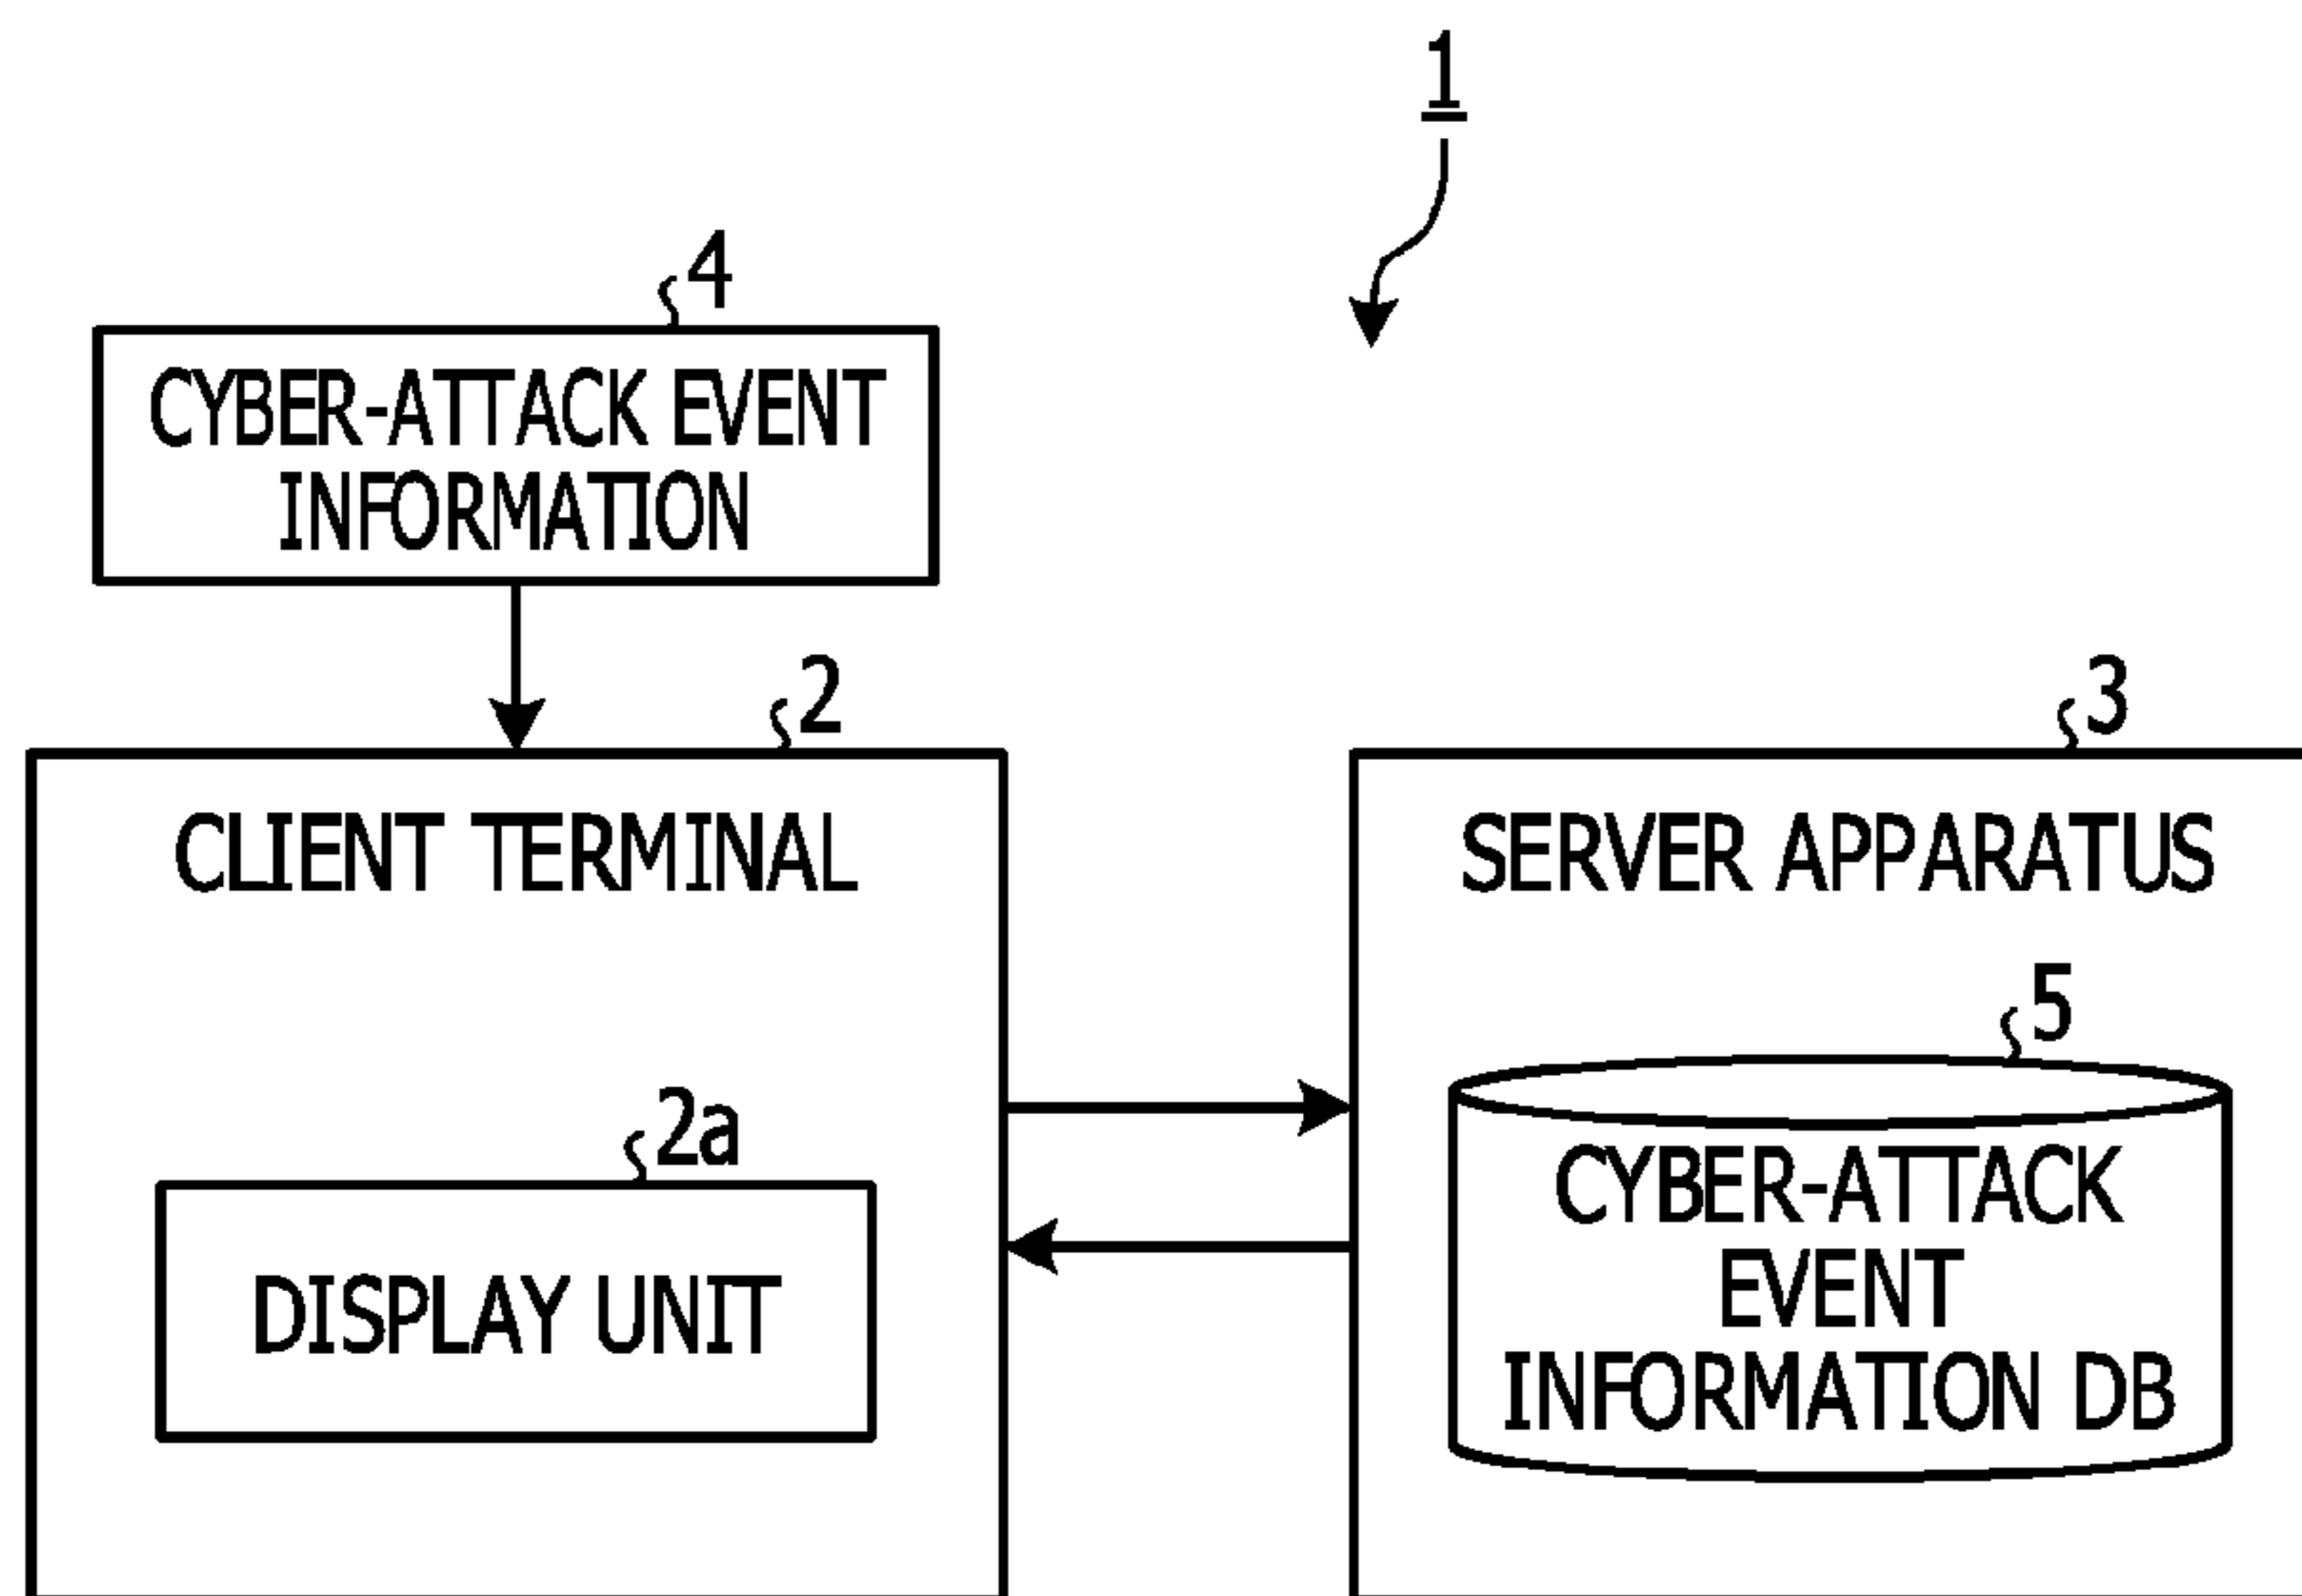 1
4
CYBER-ATTACK EVENT
INFORMATION
2
3
CLIENT TERMINAL
SERVER APPARATUS
5
2a
CYBER-ATTACK
EVENT
DISPLAY UNIT
INFORMATION DB